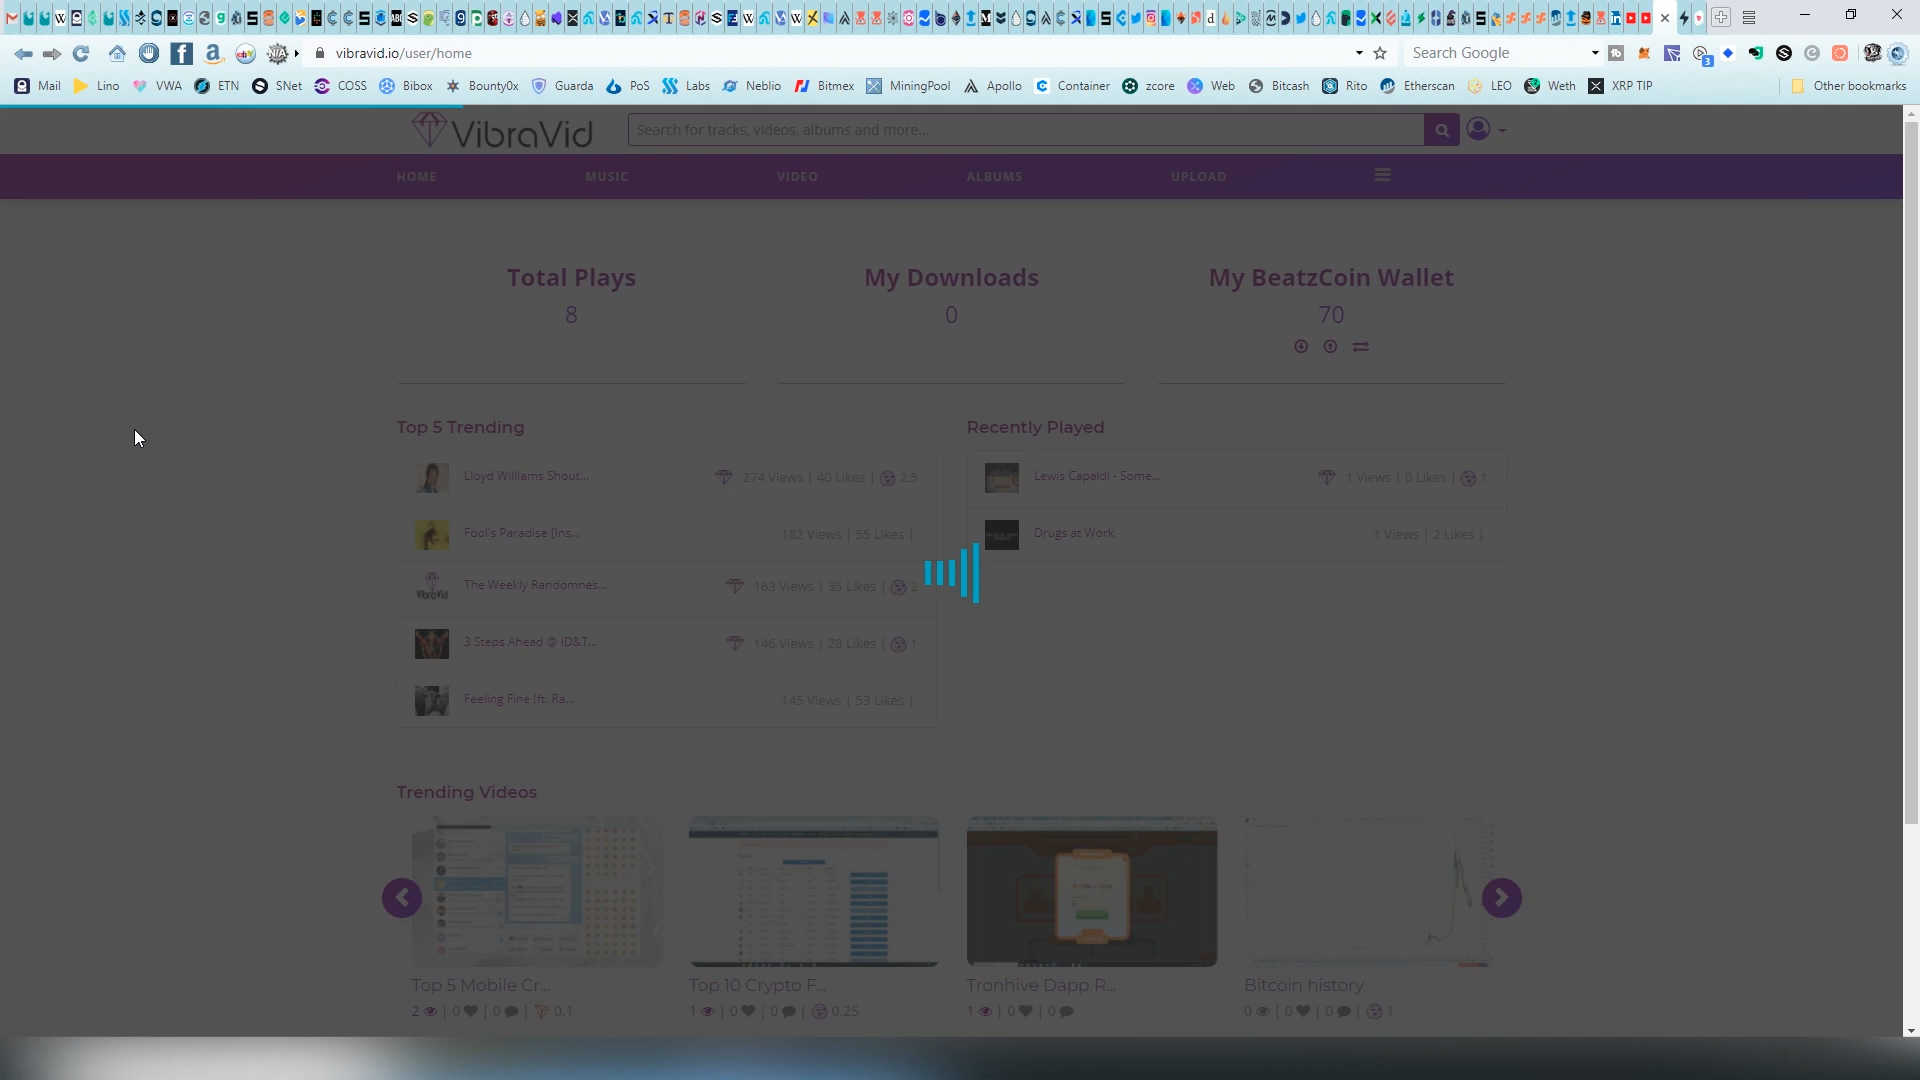 vibravid.io/user/home
Search Google
3
Mail
Lino
VWA
ETN
SNet
COSS
Bibox
Bounty0x
Guarda
PoS
Labs
Neblio
Bitmex
MiningPool
Apollo
Container
zcore
Web
Bitcash
Rito
Etherscan
LEO
Weth
XRP TIP
Other bookmarks
VibraVid
Search for tracks, videos, albums and more...
HOME
MUSIC
VIDEO
ALBUMS
UPLOAD
Total Plays
8
My Downloads
0
My BeatzCoin Wallet
70
Top 5 Trending
Lloyd Williams Shout...
274 Views | 40 Likes | 2.5
Fool's Paradise [Ins...
182 Views | 55 Likes |
The Weekly Randomnes...
163 Views | 35 Likes | 2
3 Steps Ahead @ ID&T...
146 Views | 28 Likes | 1
Feeling Fine (ft. Ra...
145 Views | 53 Likes |
Recently Played
Lewis Capaldi - Some...
1 Views | 0 Likes | 1
Drugs at Work
1 Views | 2 Likes |
Trending Videos
Top 5 Mobile Cr...
2 | 0 | 0 | 0.1
Top 10 Crypto F...
1 | 0 | 0 | 0.25
Tronhive Dapp R...
1 | 0 | 0
Bitcoin history
0 | 0 | 0 | 1